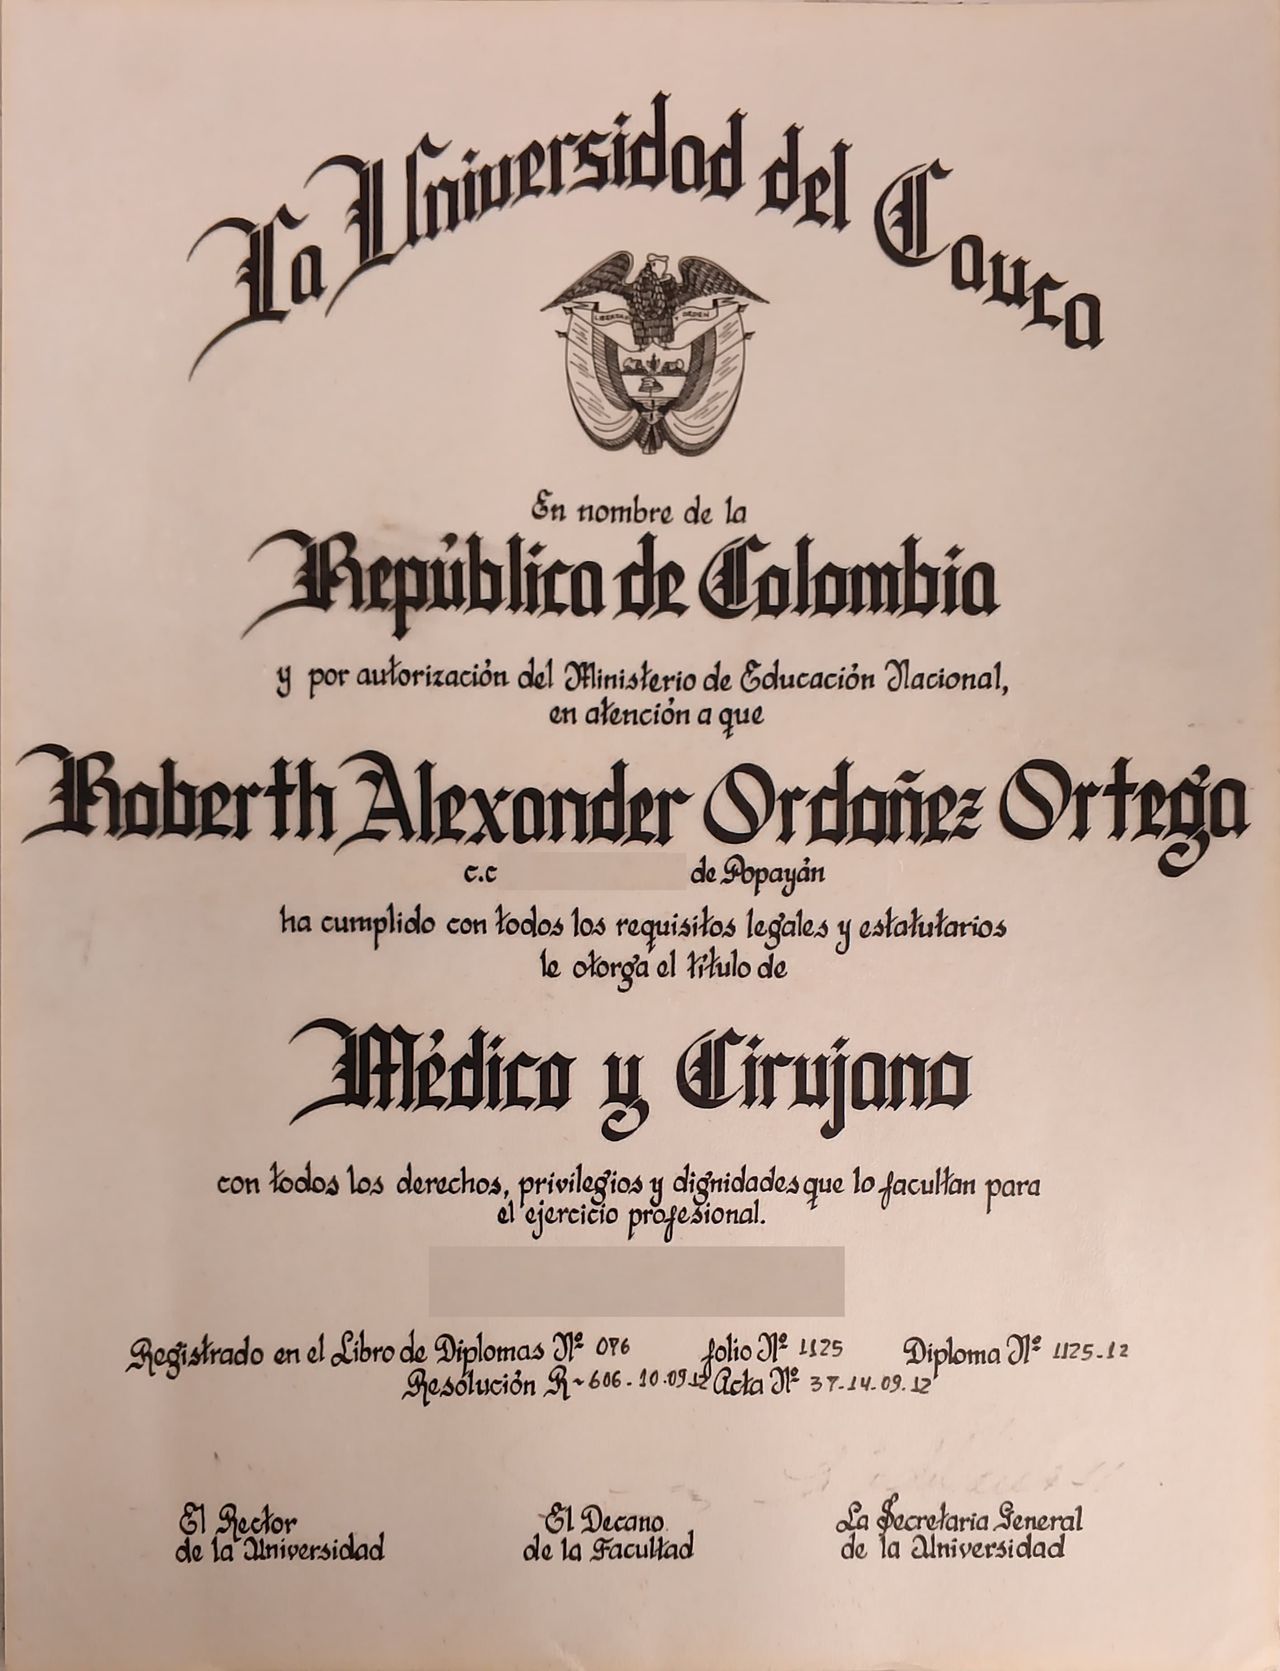 La Universidad del Cauca
LIBERTAD Y ORDEN
En nombre de la
República de Colombia
y por autorización del Ministerio de Educación Nacional,
en atención a que
Roberth Alexander Ordoñez Ortega
c.c de Popayán
ha cumplido con todos los requisitos legales y estatutarios
le otorga el título de
Médico y Cirujano
con todos los derechos, privilegios y dignidades que lo facultan para
el ejercicio profesional.
Registrado en el Libro de Diplomas Nº 076 folio Nº 1125 Diploma Nº 1125-12
Resolución R-606-10.09.12 Acta Nº 37-14.09.12
El Rector El Decano La Secretaria General
de la Universidad de la Facultad de la Universidad